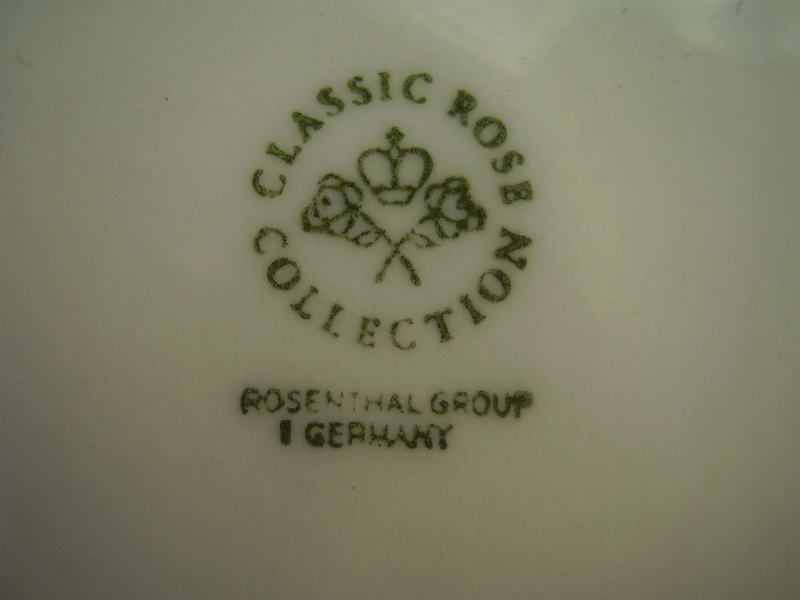 CLASSIC ROSE
COLLECTION
ROSENTHAL GROUP
GERMANY